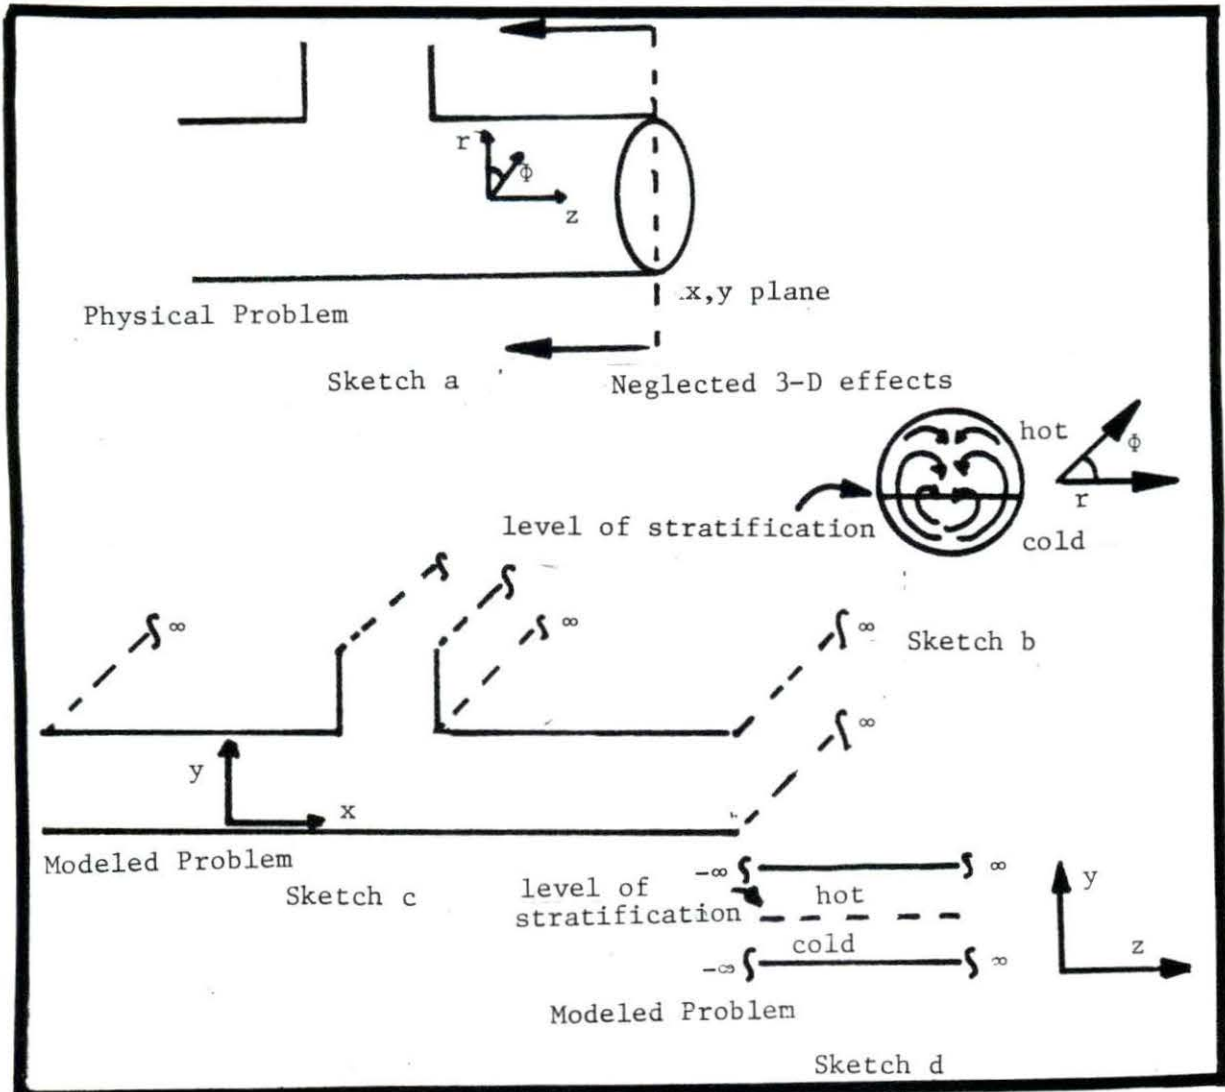 r
Φ
z
x,y plane
Physical Problem
Sketch a
Neglected 3-D effects
hot
Φ
r
level of stratification
cold
∞
∞
∞
Sketch b
∞
y
x
Modeled Problem
Sketch c
level of
stratification
-∞
∞
hot
cold
-∞
∞
y
z
Modeled Problem
Sketch d